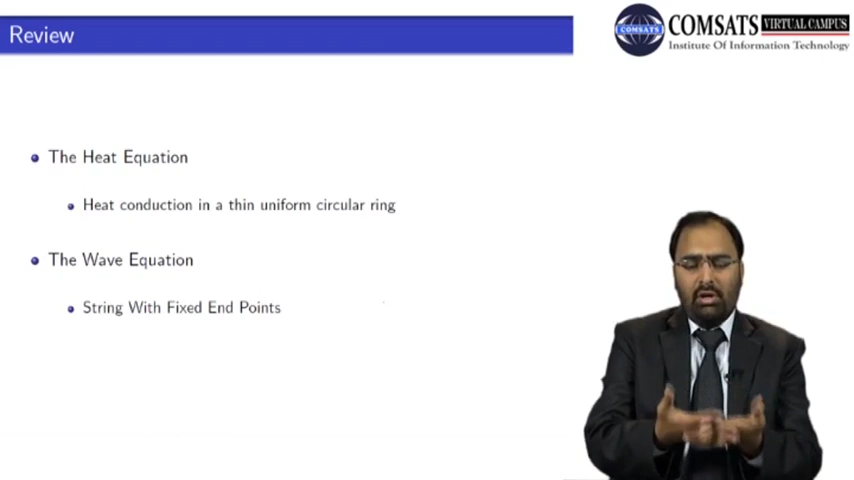 Review
COMSATS VIRTUAL CAMPUS
COMSATS
Institute Of Information Technology
The Heat Equation
Heat conduction in a thin uniform circular ring
The Wave Equation
String With Fixed End Points